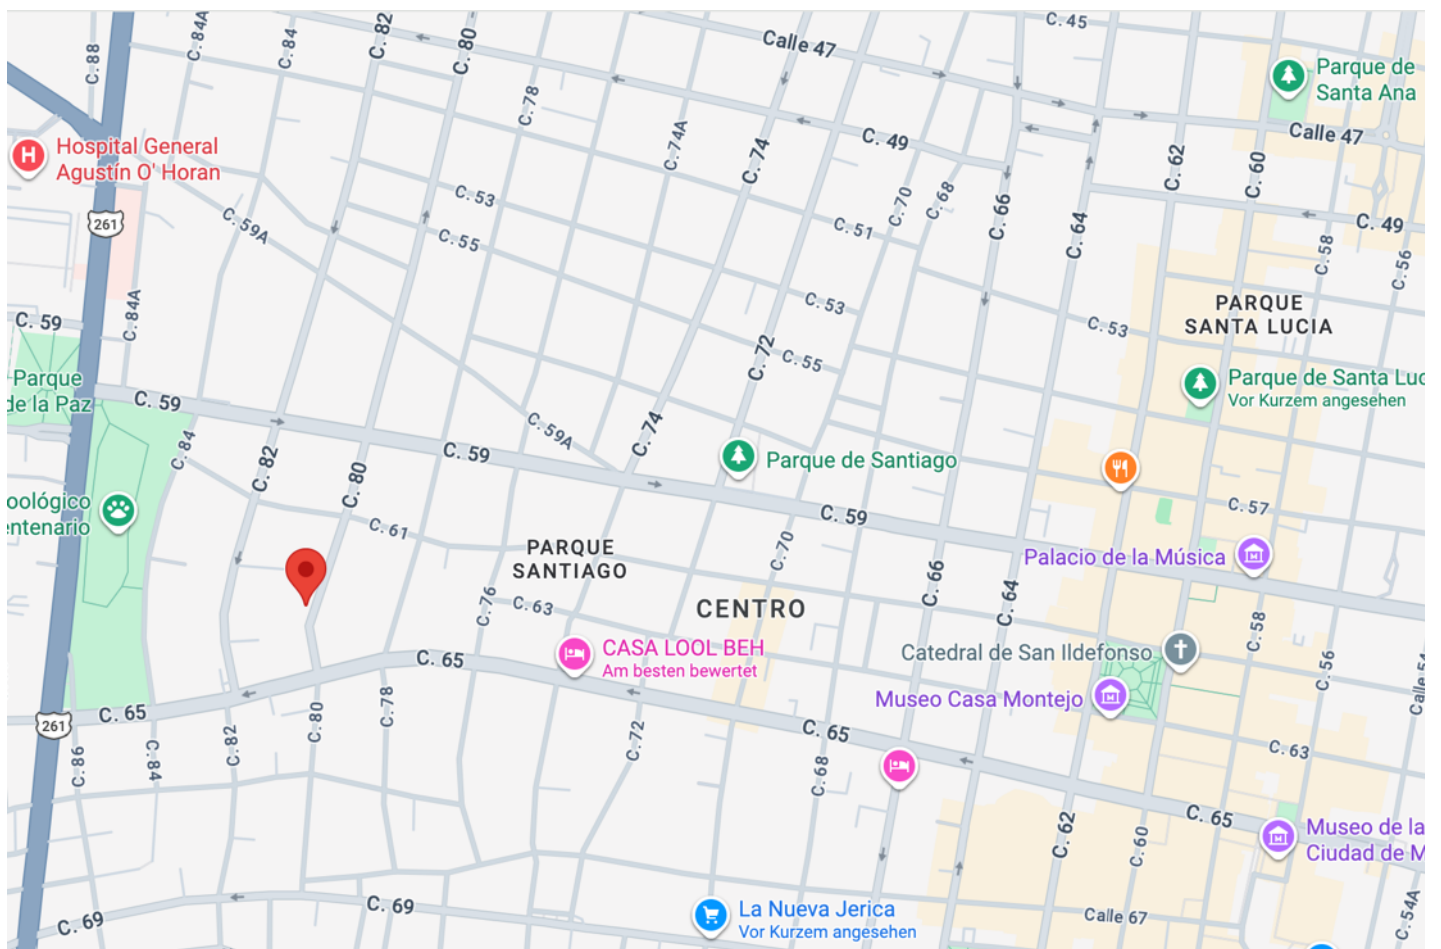 C. 88
C. 84A
C. 84
C. 82
C. 80
Calle 47
C. 45
Parque de
Santa Ana
Hospital General
Agustín O' Horan
C. 78
C. 74A
C. 74
C. 49
Calle 47
C. 62
C. 60
261
C. 59A
C. 53
C. 55
C. 51
C. 70
C. 68
C. 66
C. 64
C. 49
C. 58
C. 56
C. 59
C. 84A
C. 53
C. 53
PARQUE
SANTA LUCIA
C. 72
C. 55
Parque
de la Paz
C. 59
Parque de Santa Luc
Vor Kurzem angesehen
C. 84
C. 82
C. 80
C. 59
C. 59A
C. 74
Parque de Santiago
oológico
entenario
C. 61
C. 59
C. 57
PARQUE
SANTIAGO
C. 70
Palacio de la Música
C. 66
C. 64
C. 76
C. 63
CENTRO
C. 58
C. 56
CASA LOOL BEH
Am besten bewertet
Catedral de San Ildefonso
Calle 54
C. 65
Museo Casa Montejo
261
C. 65
C. 86
C. 84
C. 82
C. 80
C. 78
C. 72
C. 65
C. 68
C. 63
C. 65
C. 62
C. 60
Museo de la
Ciudad de M
C. 69
C. 69
La Nueva Jerica
Vor Kurzem angesehen
Calle 67
C. 54A